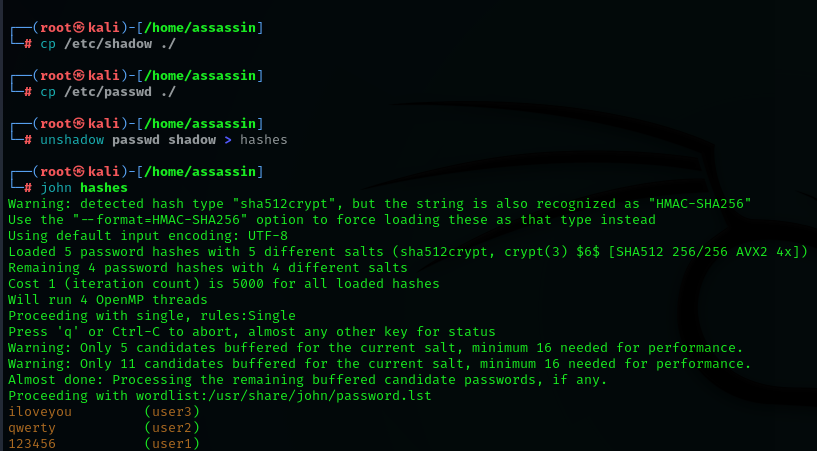 ┌──(root㉿kali)-[/home/assassin]
└─# cp /etc/shadow ./
┌──(root㉿kali)-[/home/assassin]
└─# cp /etc/passwd ./
┌──(root㉿kali)-[/home/assassin]
└─# unshadow passwd shadow > hashes
┌──(root㉿kali)-[/home/assassin]
└─# john hashes
Warning: detected hash type "sha512crypt", but the string is also recognized as "HMAC-SHA256"
Use the "--format=HMAC-SHA256" option to force loading these as that type instead
Using default input encoding: UTF-8
Loaded 5 password hashes with 5 different salts (sha512crypt, crypt(3) $6$ [SHA512 256/256 AVX2 4x])
Remaining 4 password hashes with 4 different salts
Cost 1 (iteration count) is 5000 for all loaded hashes
Will run 4 OpenMP threads
Proceeding with single, rules:Single
Press 'q' or Ctrl-C to abort, almost any other key for status
Warning: Only 5 candidates buffered for the current salt, minimum 16 needed for performance.
Warning: Only 11 candidates buffered for the current salt, minimum 16 needed for performance.
Almost done: Processing the remaining buffered candidate passwords, if any.
Proceeding with wordlist:/usr/share/john/password.lst
iloveyou         (user3)
qwerty           (user2)
123456           (user1)